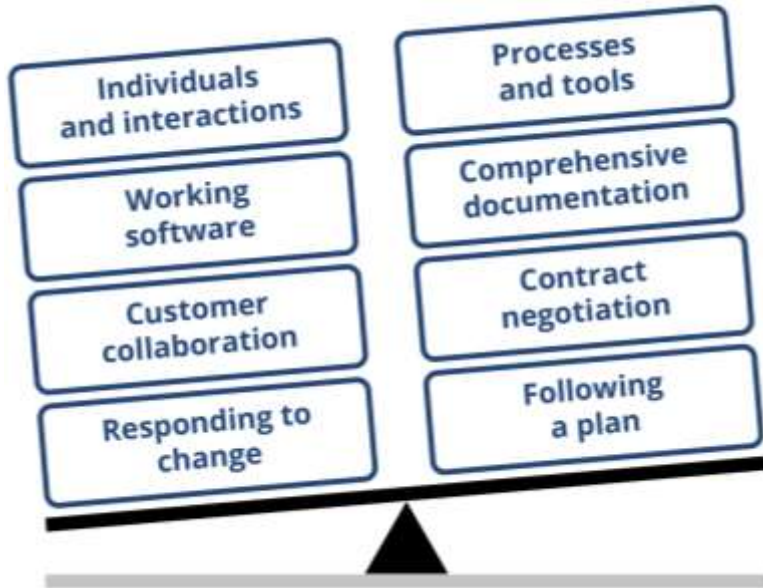 Individuals
and interactions
Working
software
Customer
collaboration
Responding to
change
Processes
and tools
Comprehensive
documentation
Contract
negotiation
Following
a plan